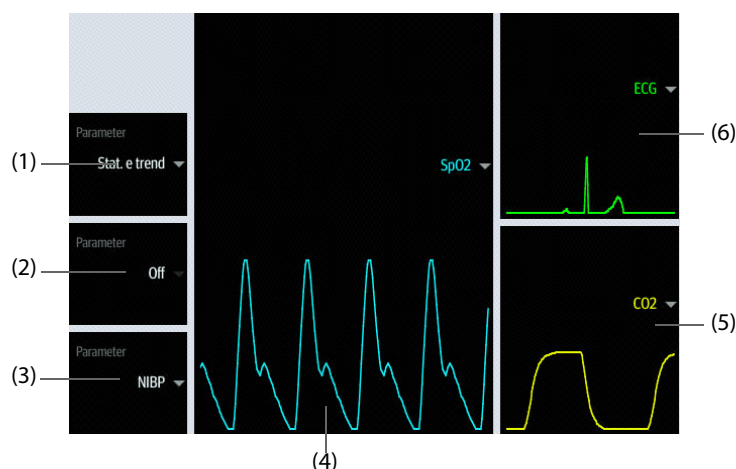 Parameter
(1)
Stat. e trend
Parameter
(2)
Off
Parameter
(3)
NIBP
SpO2
(4)
ECG
(6)
CO2
(5)